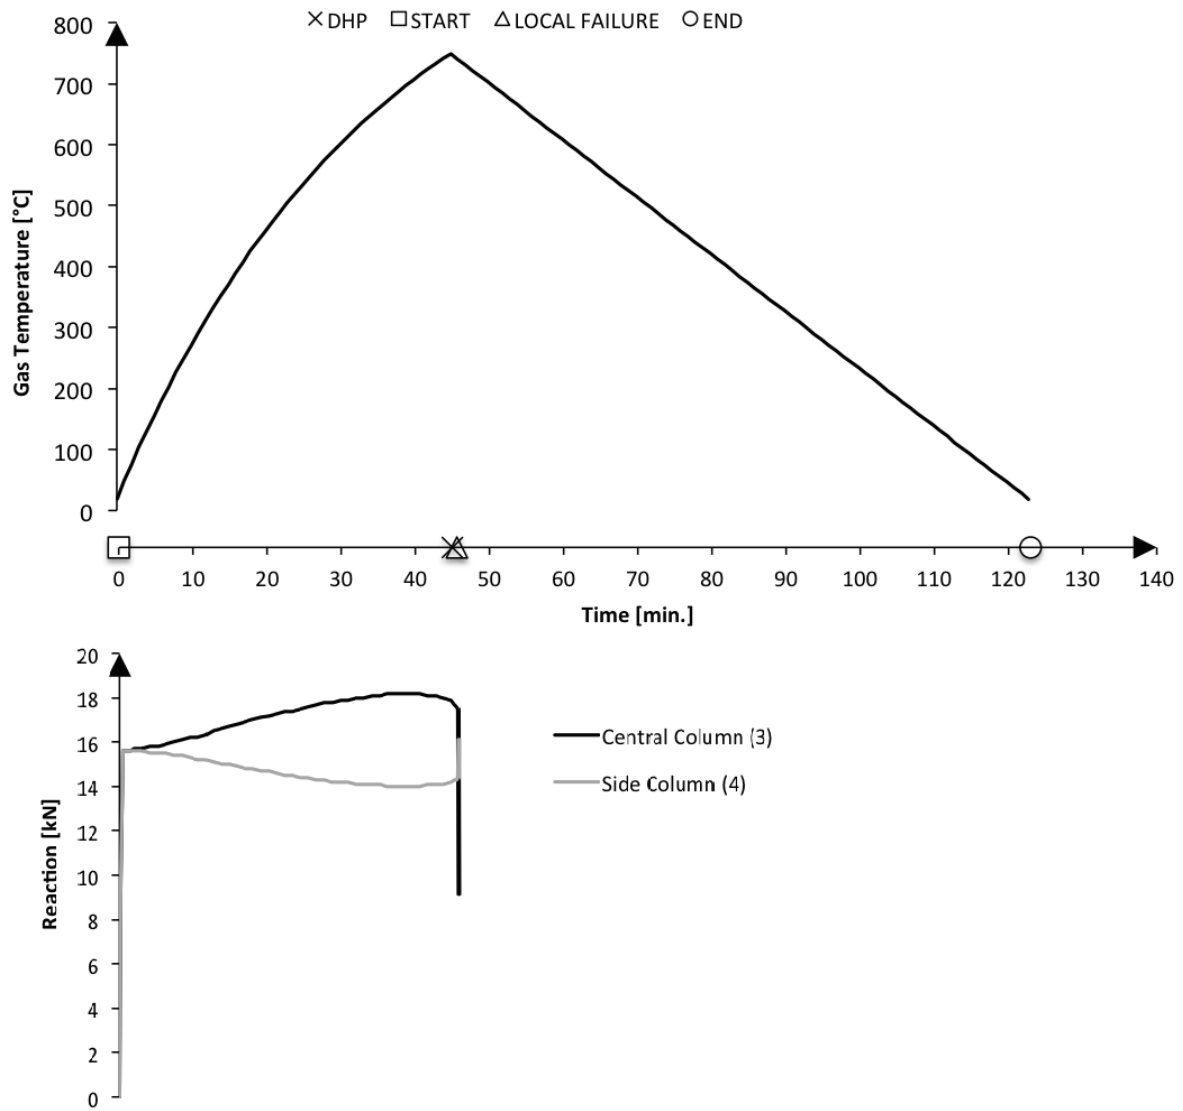 DHP START LOCAL FAILURE END
800
700
600
500
400
300
200
100
0
Gas Temperature [°C]
0 10 20 30 40 50 60 70 80 90 100 110 120 130 140
Time [min.]
20
18
16
14
12
10
8
6
4
2
0
Reaction [kN]
Central Column (3)
Side Column (4)